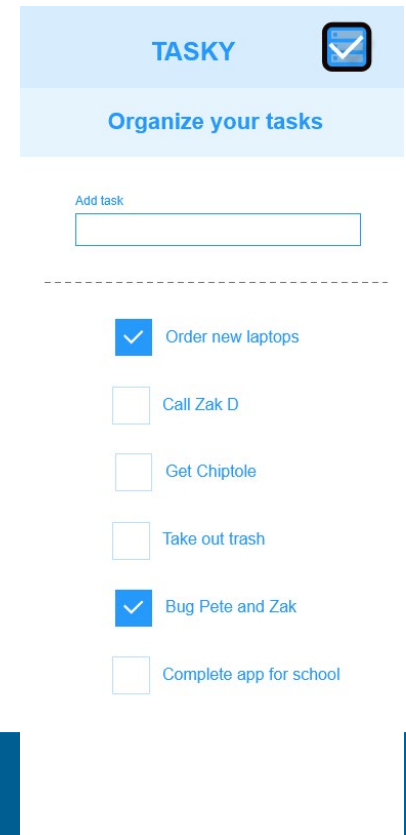 TASKY
Organize your tasks
Add task
Order new laptops
Call Zak D
Get Chiptole
Take out trash
Bug Pete and Zak
Complete app for school